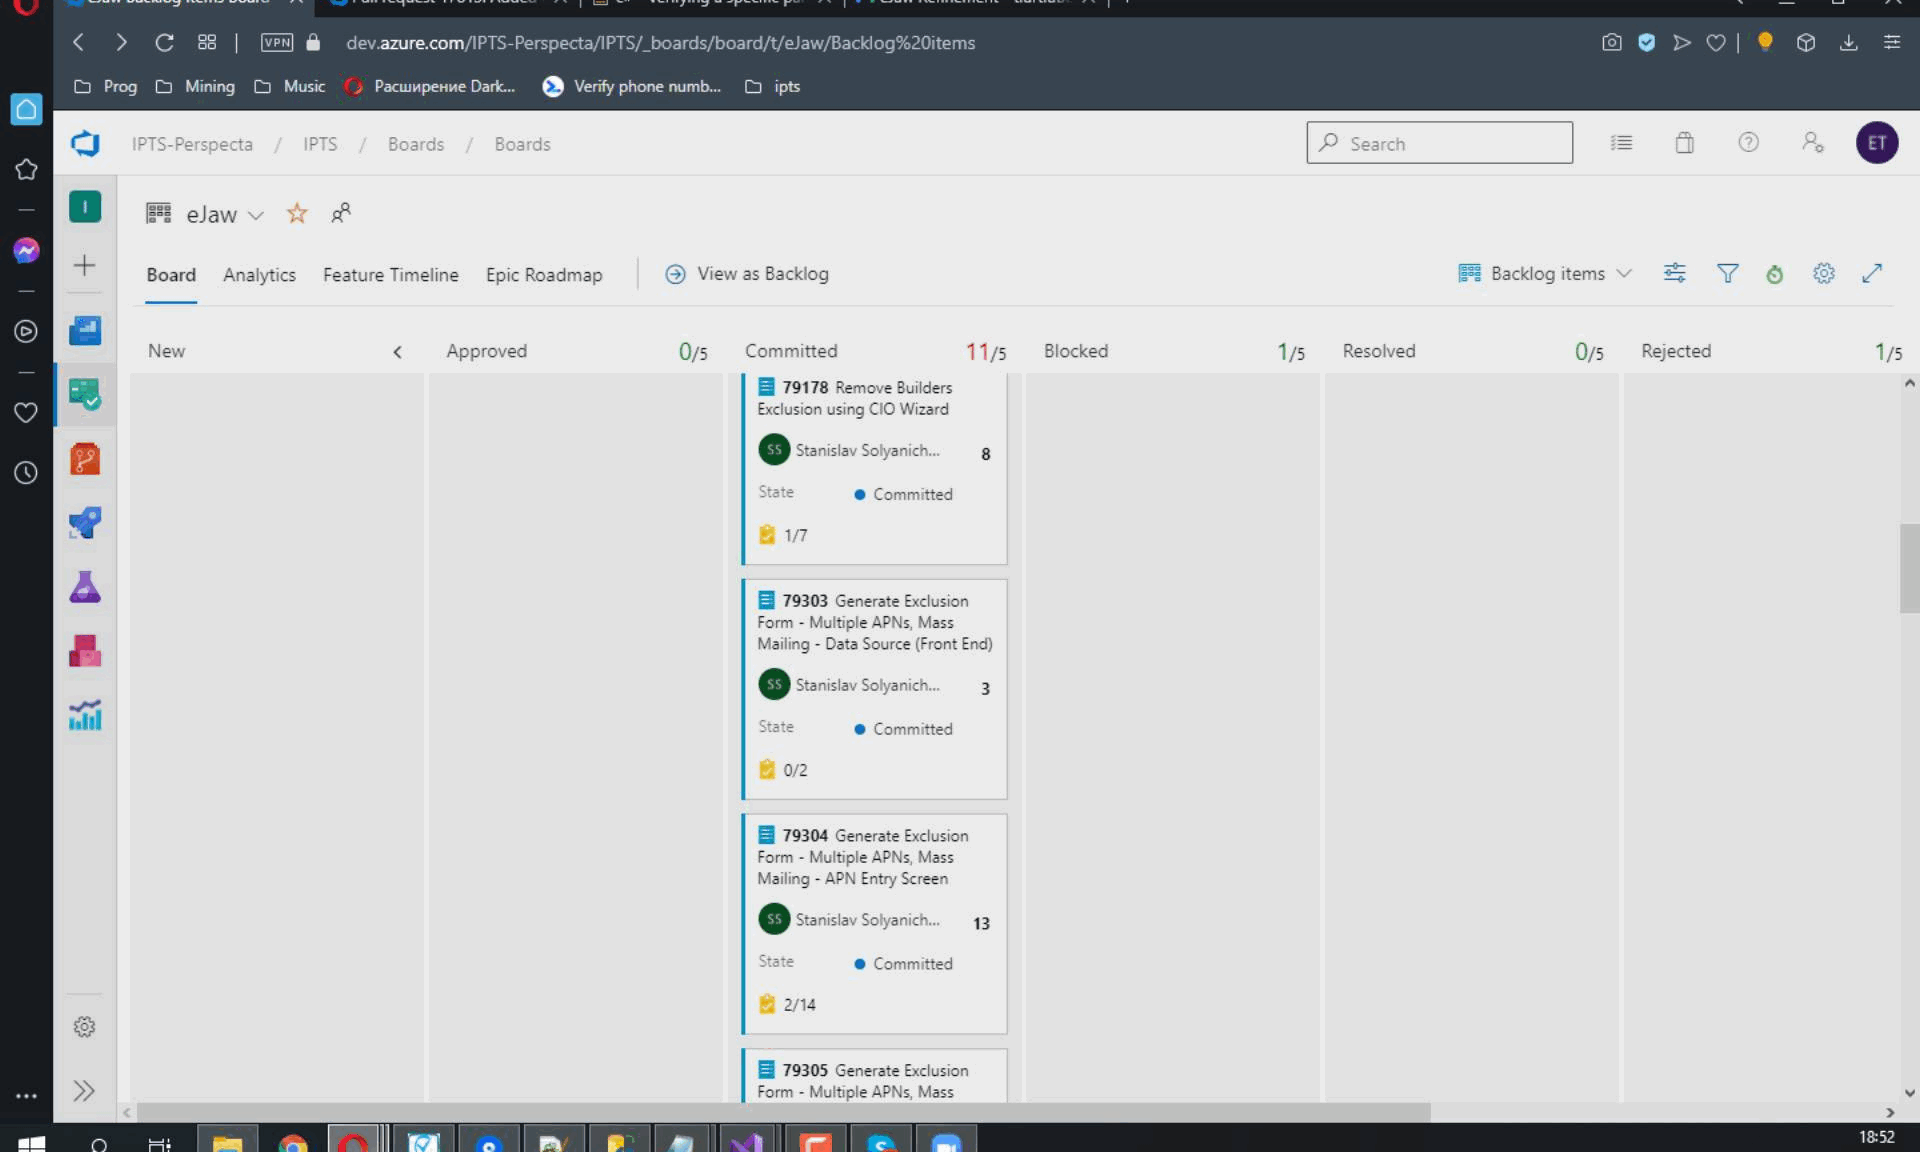 dev.azure.com/IPTS-Perspecta/IPTS/_boards/board/t/eJaw/Backlog%20items
VPN
Prog
Mining
Music
Расширение Dark...
Verify phone numb...
ipts
IPTS-Perspecta / IPTS / Boards / Boards
Search
ET
I
eJaw
Board
Analytics
Feature Timeline
Epic Roadmap
View as Backlog
Backlog items
New
Approved
0/5
Committed
11/5
Blocked
1/5
Resolved
0/5
Rejected
1/5
79178 Remove Builders
Exclusion using CIO Wizard
SS Stanislav Solyanich... 8
State Committed
1/7
79303 Generate Exclusion
Form - Multiple APNs, Mass
Mailing - Data Source (Front End)
SS Stanislav Solyanich... 3
State Committed
0/2
79304 Generate Exclusion
Form - Multiple APNs, Mass
Mailing - APN Entry Screen
SS Stanislav Solyanich... 13
State Committed
2/14
79305 Generate Exclusion
Form - Multiple APNs, Mass
18:52